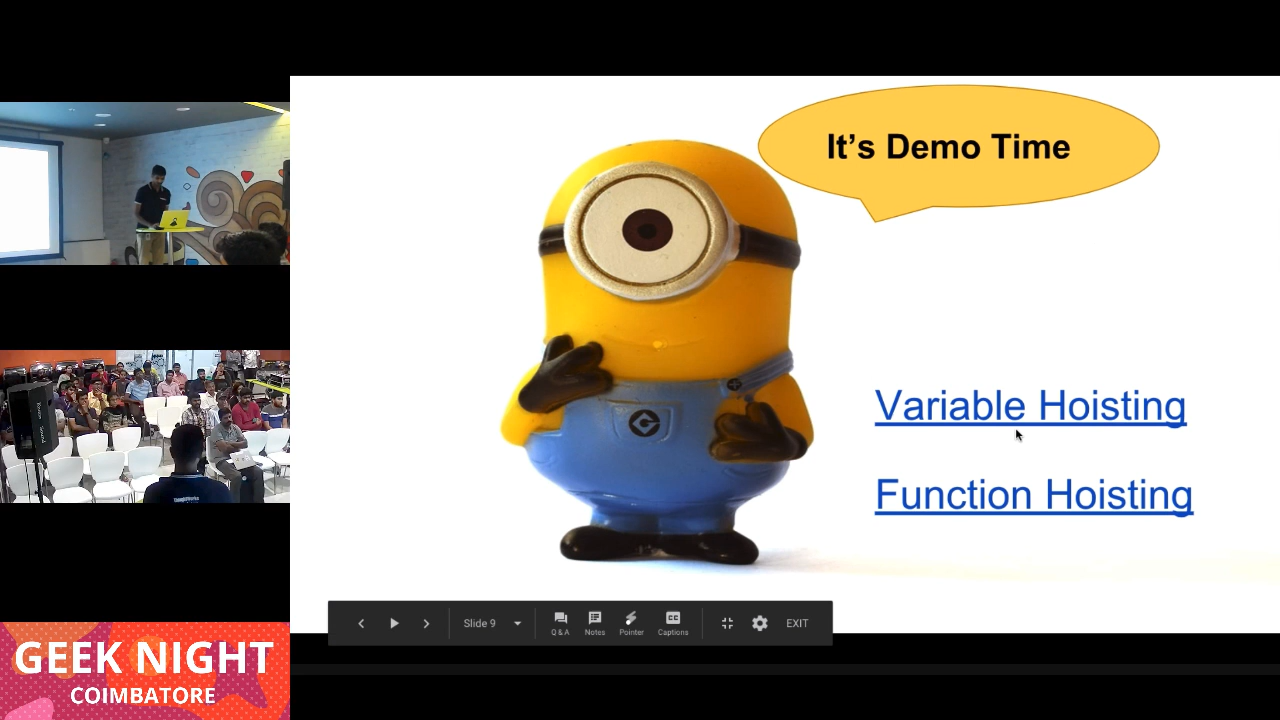 It's Demo Time
Variable Hoisting
Function Hoisting
Slide 9
Q & A
Notes
Pointer
Captions
EXIT
GEEK NIGHT
COIMBATORE